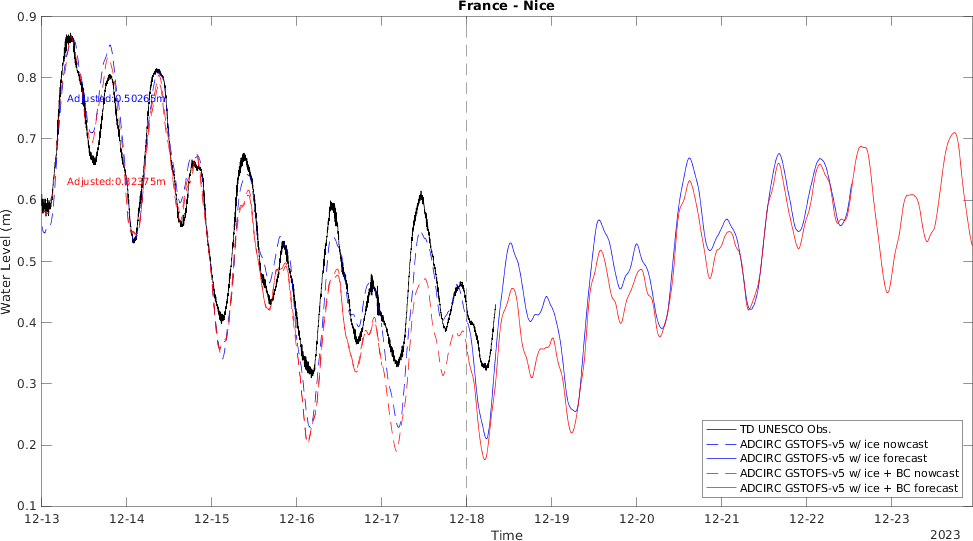 France - Nice
0.9
0.8
0.7
0.6
0.5
0.4
0.3
0.2
0.1
Water Level (m)
Adjusted:0.50265m
Adjusted:0.82375m
TD UNESCO Obs.
ADCIRC GSTOFS-v5 w/ ice nowcast
ADCIRC GSTOFS-v5 w/ ice forecast
ADCIRC GSTOFS-v5 w/ ice + BC nowcast
ADCIRC GSTOFS-v5 w/ ice + BC forecast
12-13 12-14 12-15 12-16 12-17 12-18 12-19 12-20 12-21 12-22 12-23
Time
2023